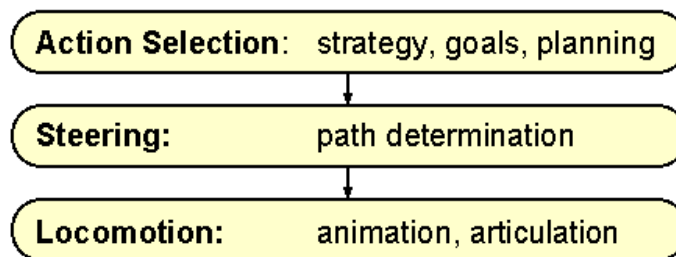 Action Selection: strategy, goals, planning
Steering: path determination
Locomotion: animation, articulation